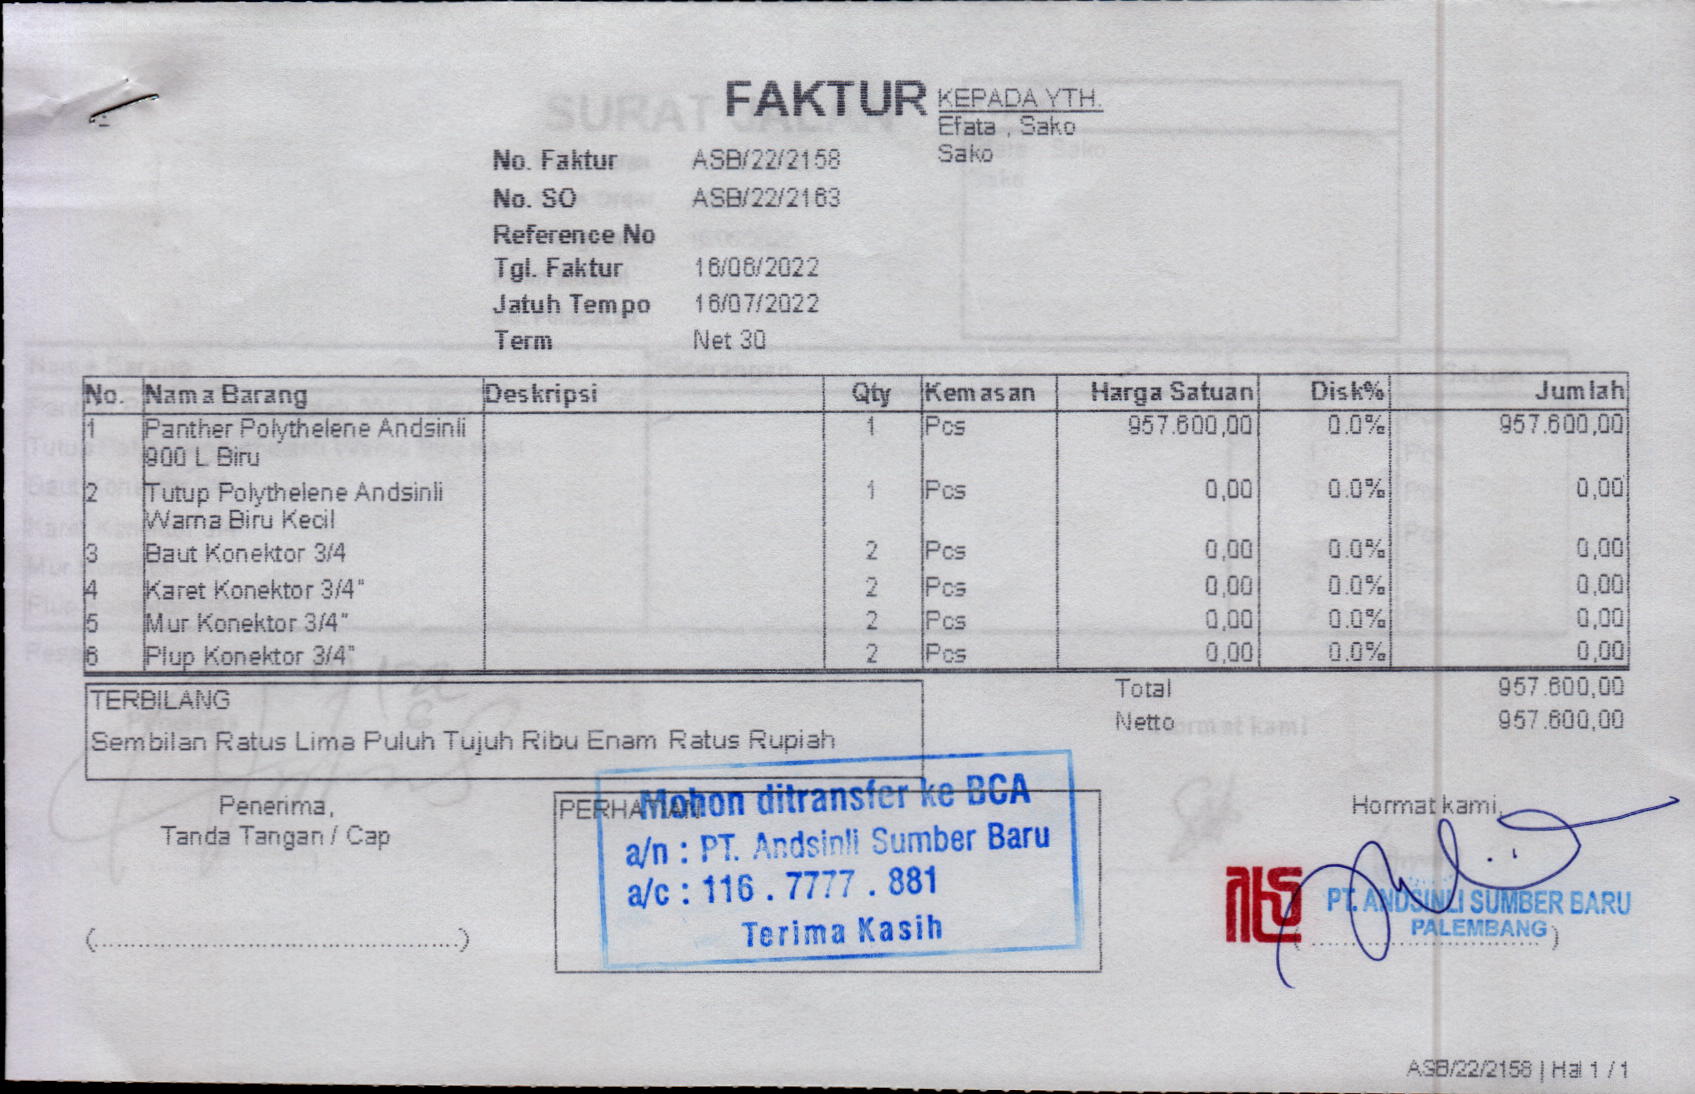 FAKTUR
KEPADA YTH.
Efata , Sako
Sako
No. Faktur ASB/22/2158
No. SO ASB/22/2163
Reference No
Tgl. Faktur 16/06/2022
Jatuh Tempo 16/07/2022
Term Net 30
No. Nama Barang Deskripsi Qty Kemasan Harga Satuan Disk% Jumlah
1 Panther Polythelene Andsinli 1 Pcs 957.600,00 0.0% 957.600,00
900 L Biru
2 Tutup Polythelene Andsinli 1 Pcs 0,00 0.0% 0,00
Warna Biru Kecil
3 Baut Konektor 3/4 2 Pcs 0,00 0.0% 0,00
4 Karet Konektor 3/4" 2 Pcs 0,00 0.0% 0,00
5 Mur Konektor 3/4" 2 Pcs 0,00 0.0% 0,00
6 Plup Konektor 3/4" 2 Pcs 0,00 0.0% 0,00
Total 957.600,00
Netto 957.600,00
TERBILANG
Sembilan Ratus Lima Puluh Tujuh Ribu Enam Ratus Rupiah
Penerima,
Tanda Tangan / Cap
(......................................................)
PERHATIAN
Mohon ditransfer ke BCA
a/n : PT. Andsinli Sumber Baru
a/c : 116 . 7777 . 881
Terima Kasih
Hormat kami,
PT. ANDSINLI SUMBER BARU
PALEMBANG
ASB/22/2158 | Hal 1 / 1